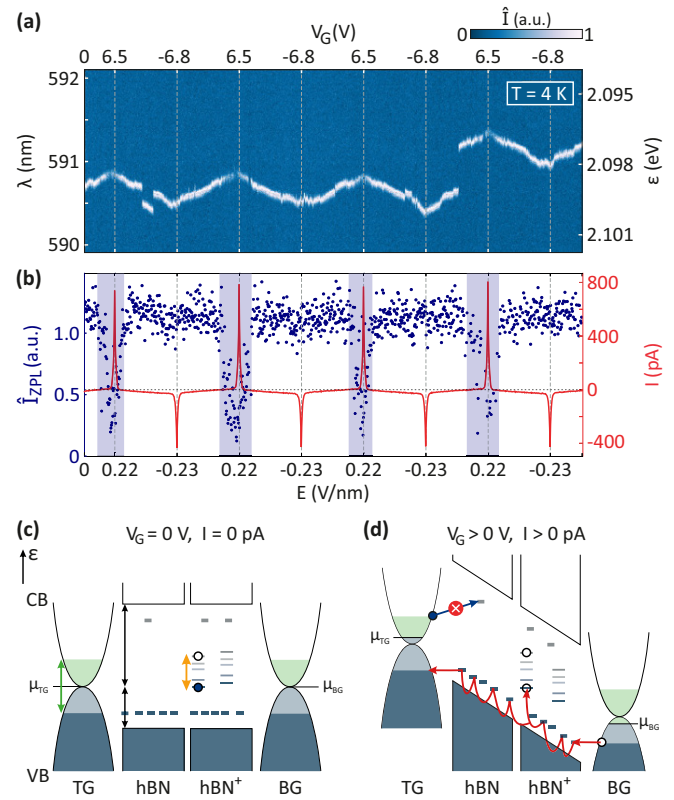 (a)
V_G(V)
Î (a.u.)
0 1
0 6.5 -6.8 6.5 -6.8 6.5 -6.8 6.5 -6.8
T = 4 K
592
591
590
λ (nm)
2.095
2.098
2.101
ε (eV)
(b)
1.0
0.5
0
Î_ZPL (a.u.)
800
400
0
-400
I (pA)
0 0.22 -0.23 0.22 -0.23 0.22 -0.23 0.22 -0.23
E (V/nm)
(c) V_G = 0 V, I = 0 pA
ε
CB
μ_TG
μ_BG
VB
TG hBN hBN⁺ BG
(d) V_G > 0 V, I > 0 pA
μ_TG
μ_BG
TG hBN hBN⁺ BG